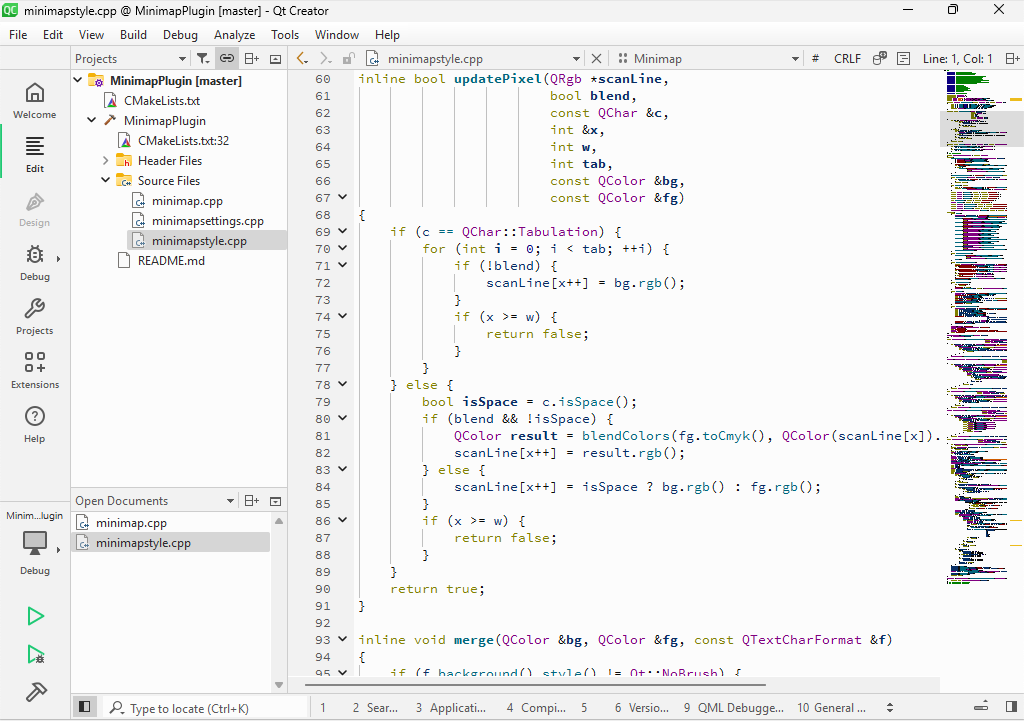 minimapstyle.cpp @ MinimapPlugin [master] - Qt Creator
File Edit View Build Debug Analyze Tools Window Help
Projects
minimapstyle.cpp
Minimap
# CRLF Line: 1, Col: 1
Welcome
Edit
Design
Debug
Projects
Extensions
Help
Minim...lugin
Debug
MinimapPlugin [master]
CMakeLists.txt
MinimapPlugin
CMakeLists.txt:32
Header Files
Source Files
minimap.cpp
minimapsettings.cpp
minimapstyle.cpp
README.md
Open Documents
minimap.cpp
minimapstyle.cpp
60 inline bool updatePixel(QRgb *scanLine,
61 bool blend,
62 const QChar &c,
63 int &x,
64 int w,
65 int tab,
66 const QColor &bg,
67 const QColor &fg)
68 {
69 if (c == QChar::Tabulation) {
70 for (int i = 0; i < tab; ++i) {
71 if (!blend) {
72 scanLine[x++] = bg.rgb();
73 }
74 if (x >= w) {
75 return false;
76 }
77 }
78 } else {
79 bool isSpace = c.isSpace();
80 if (blend && !isSpace) {
81 QColor result = blendColors(fg.toCmyk(), QColor(scanLine[x]).
82 scanLine[x++] = result.rgb();
83 } else {
84 scanLine[x++] = isSpace ? bg.rgb() : fg.rgb();
85 }
86 if (x >= w) {
87 return false;
88 }
89 }
90 return true;
91 }
92
93 inline void merge(QColor &bg, QColor &fg, const QTextCharFormat &f)
94 {
95 if (f.background().style() != Qt::NoBrush) {
Type to locate (Ctrl+K)
1 2 Sear... 3 Applicati... 4 Compi... 5 6 Versio... 9 QML Debugge... 10 General ...